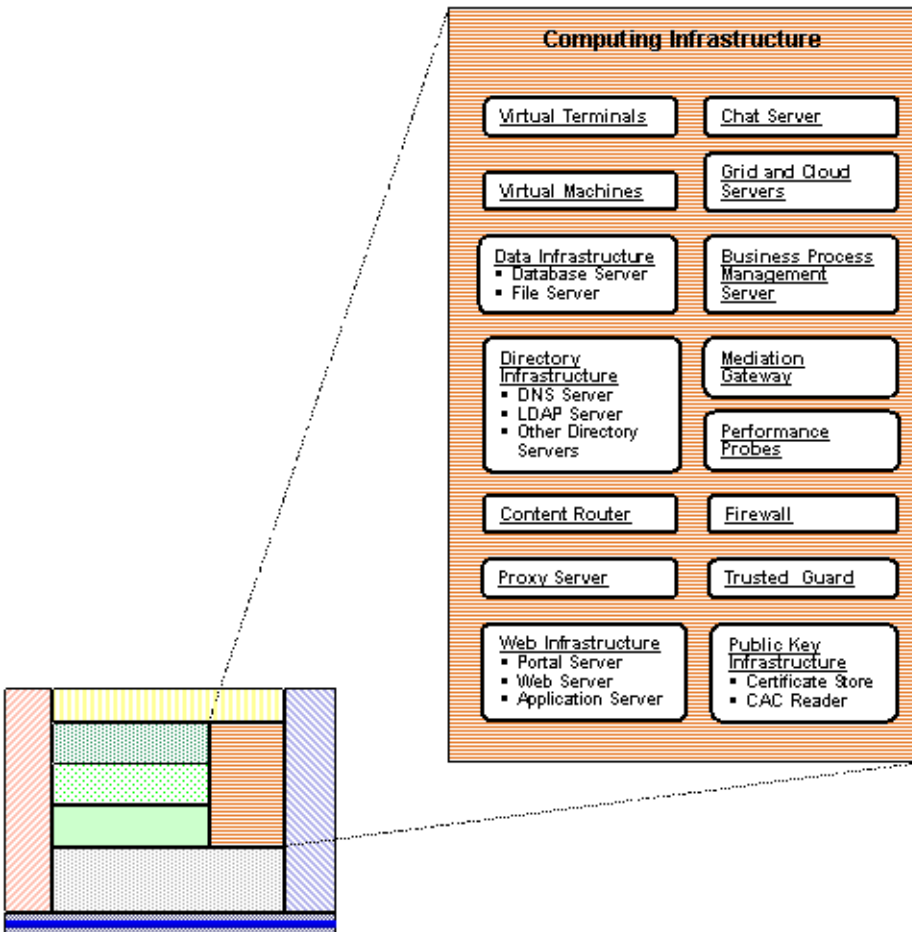 Computing Infrastructure
Virtual Terminals
Chat Server
Virtual Machines
Grid and Cloud
Servers
Data Infrastructure
▪ Database Server
▪ File Server
Business Process
Management
Server
Directory
Infrastructure
▪ DNS Server
▪ LDAP Server
▪ Other Directory
Servers
Mediation
Gateway
Performance
Probes
Content Router
Firewall
Proxy Server
Trusted Guard
Web Infrastructure
▪ Portal Server
▪ Web Server
▪ Application Server
Public Key
Infrastructure
▪ Certificate Store
▪ CAC Reader